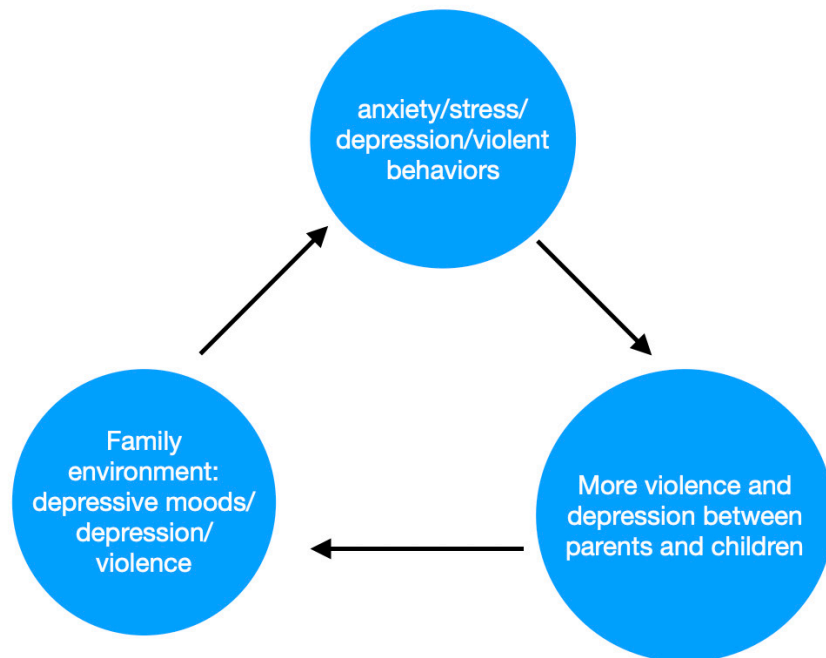 anxiety/stress/
depression/violent
behaviors
Family
environment:
depressive moods/
depression/
violence
More violence and
depression between
parents and children